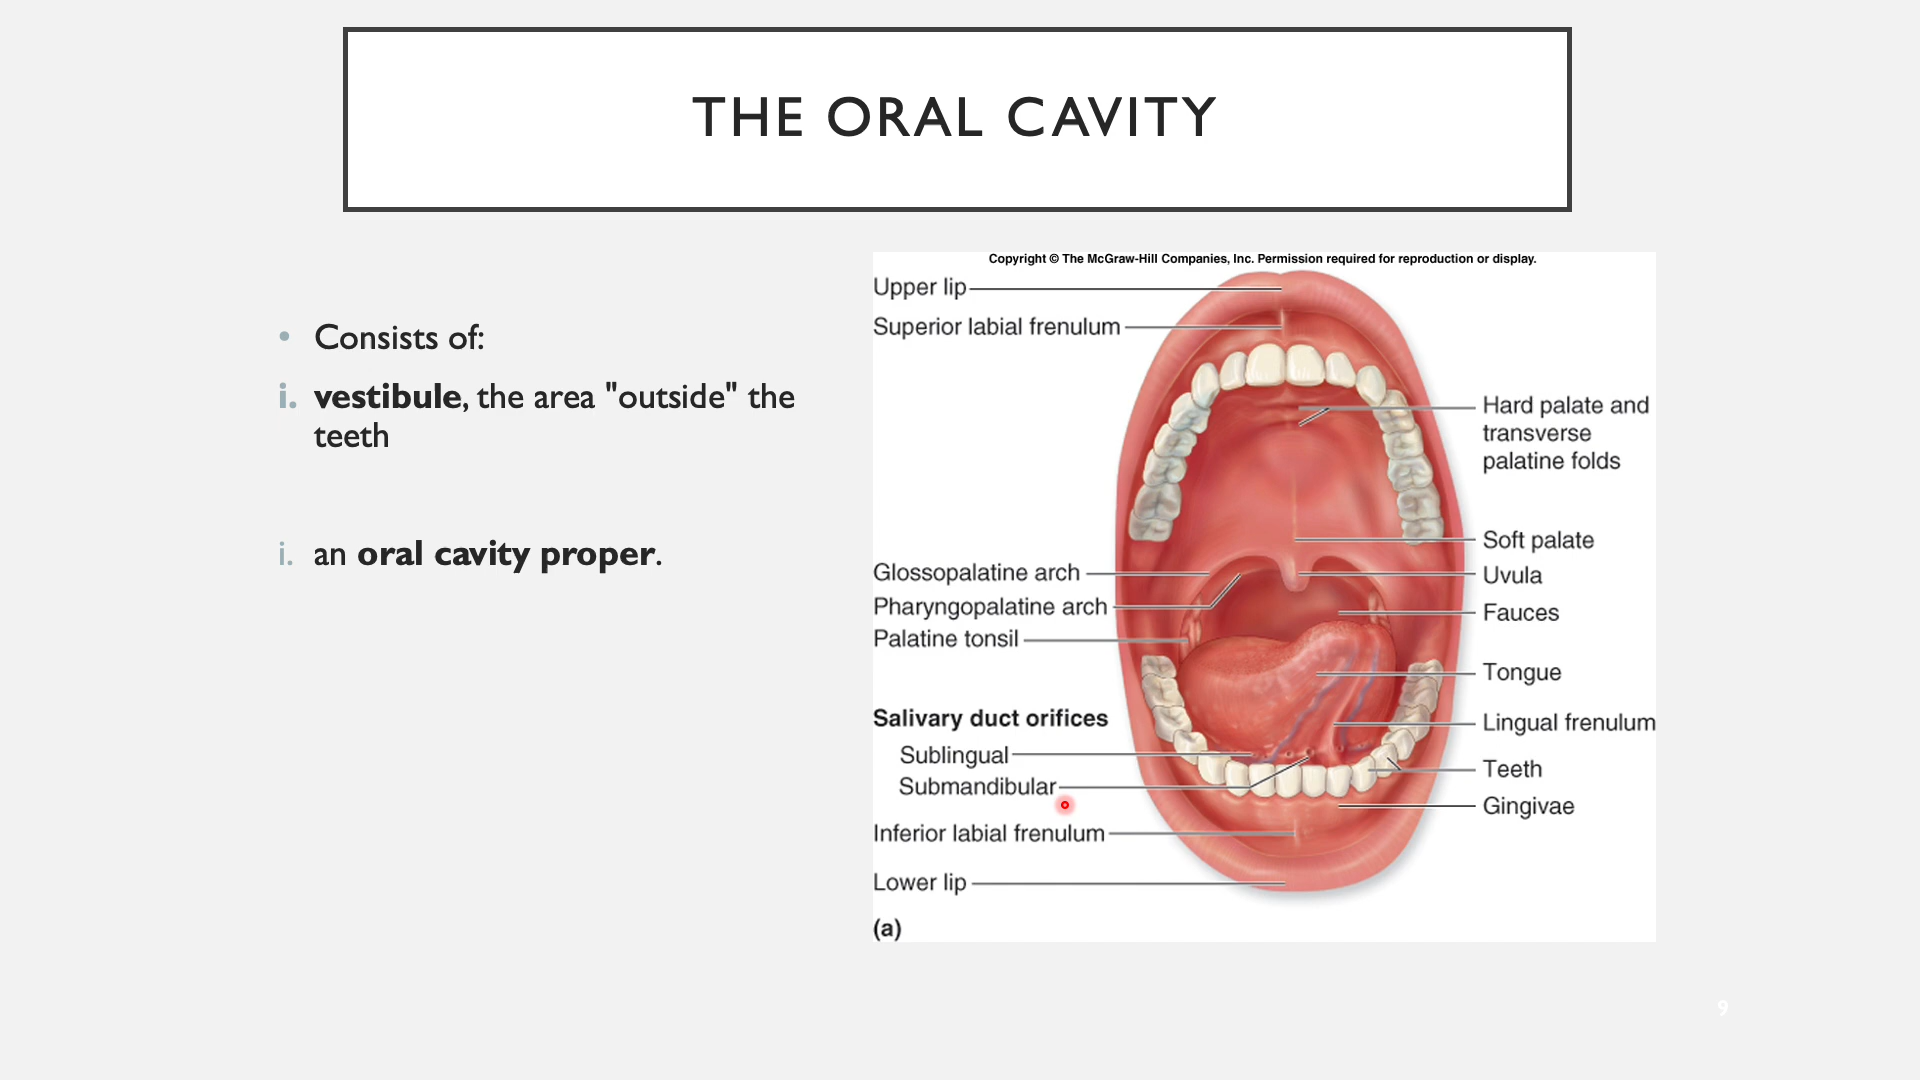 THE ORAL CAVITY
• Consists of:
i. vestibule, the area "outside" the
teeth
i. an oral cavity proper.
Copyright © The McGraw-Hill Companies, Inc. Permission required for reproduction or display.
Upper lip
Superior labial frenulum
Glossopalatine arch
Pharyngopalatine arch
Palatine tonsil
Salivary duct orifices
Sublingual
Submandibular
Inferior labial frenulum
Lower lip
(a)
Hard palate and
transverse
palatine folds
Soft palate
Uvula
Fauces
Tongue
Lingual frenulum
Teeth
Gingivae
9